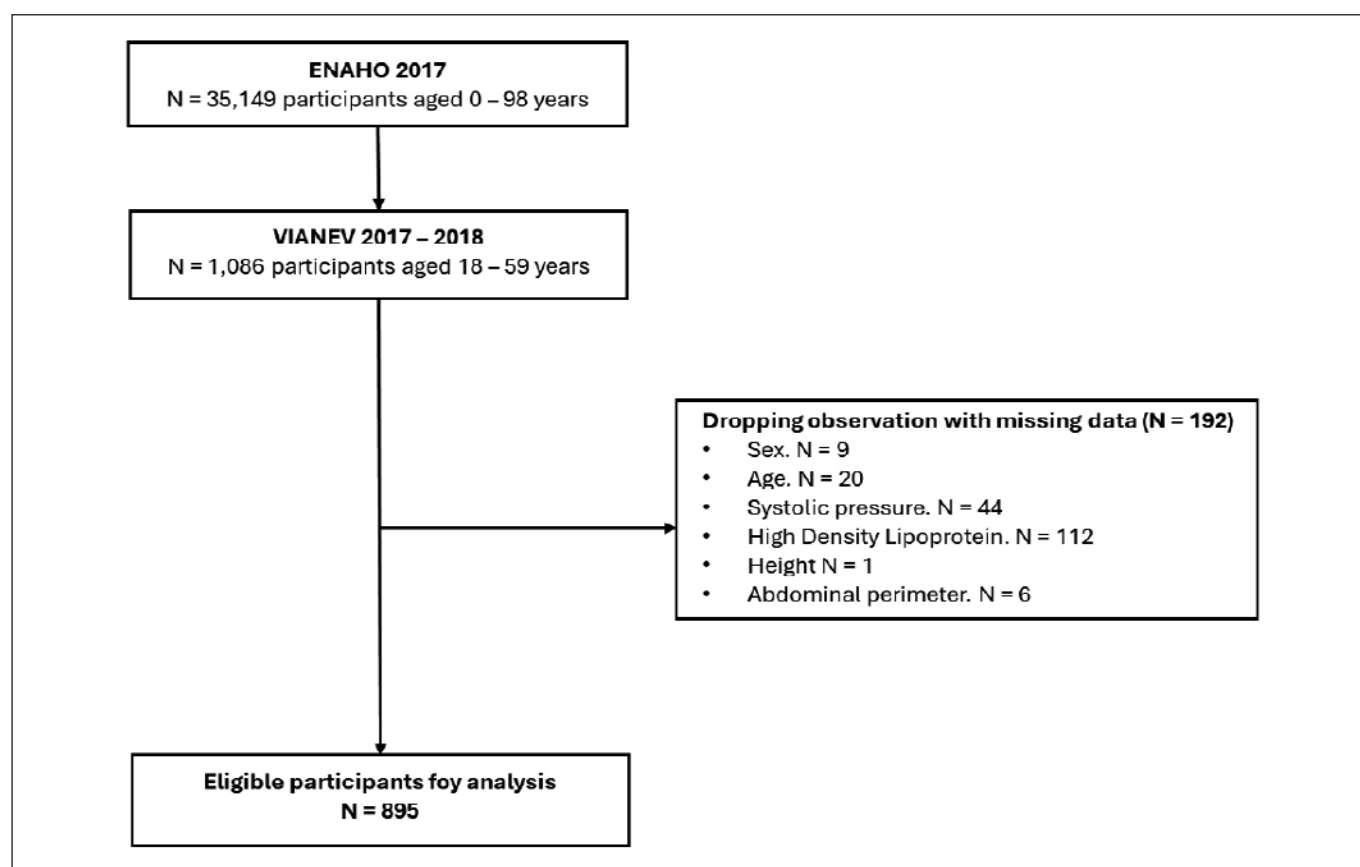 ENAHO 2017
N = 35,149 participants aged 0 – 98 years
VIANEV 2017 – 2018
N = 1,086 participants aged 18 – 59 years
Dropping observation with missing data (N = 192)
• Sex. N = 9
• Age. N = 20
• Systolic pressure. N = 44
• High Density Lipoprotein. N = 112
• Height N = 1
• Abdominal perimeter. N = 6
Eligible participants foy analysis
N = 895